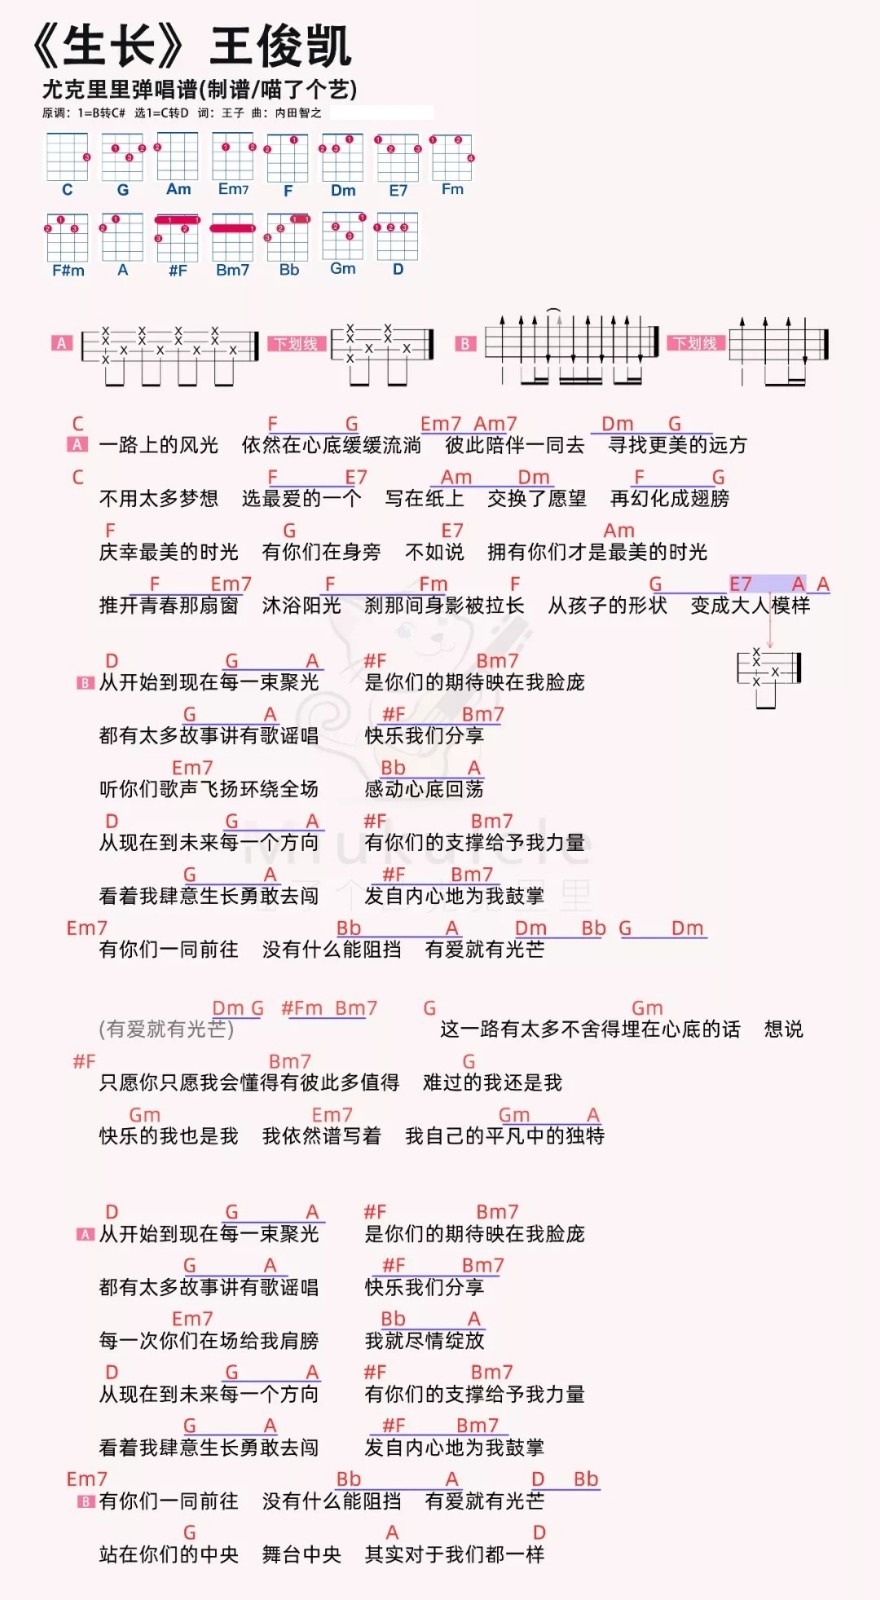 《生长》王俊凯
尤克里里弹唱谱(制谱/喵了个艺)
原调：1=B转C# 选1=C转D 词：王子 曲：内田智之
C G Am Em7 F Dm E7 Fm
F#m A #F Bm7 Bb Gm D
A 下划线 B 下划线
C F G Em7 Am7 Dm G
A 一路上的风光 依然在心底缓缓流淌 彼此陪伴一同去 寻找更美的远方
C F E7 Am Dm F G
不用太多梦想 选最爱的一个 写在纸上 交换了愿望 再幻化成翅膀
F G E7 Am
庆幸最美的时光 有你们在身旁 不如说 拥有你们才是最美的时光
F Em7 F Fm F G E7 A A
推开青春那扇窗 沐浴阳光 刹那间身影被拉长 从孩子的形状 变成大人模样
D G A #F Bm7
B 从开始到现在每一束聚光 是你们的期待映在我脸庞
G A #F Bm7
都有太多故事讲有歌谣唱 快乐我们分享
Em7 Bb A
听你们歌声飞扬环绕全场 感动心底回荡
D G A #F Bm7
从现在到未来每一个方向 有你们的支撑给予我力量
G A #F Bm7
看着我肆意生长勇敢去闯 发自内心地为我鼓掌
Em7 Bb A Dm Bb G Dm
有你们一同前往 没有什么能阻挡 有爱就有光芒
Dm G #Fm Bm7 G Gm
(有爱就有光芒) 这一路有太多不舍得埋在心底的话 想说
#F Bm7 G
只愿你只愿我会懂得有彼此多值得 难过的我还是我
Gm Em7 Gm A
快乐的我也是我 我依然谱写着 我自己的平凡中的独特
D G A #F Bm7
A 从开始到现在每一束聚光 是你们的期待映在我脸庞
G A #F Bm7
都有太多故事讲有歌谣唱 快乐我们分享
Em7 Bb A
每一次你们在场给我肩膀 我就尽情绽放
D G A #F Bm7
从现在到未来每一个方向 有你们的支撑给予我力量
G A #F Bm7
看着我肆意生长勇敢去闯 发自内心地为我鼓掌
Em7 Bb A D Bb
B 有你们一同前往 没有什么能阻挡 有爱就有光芒
G A D
站在你们的中央 舞台中央 其实对于我们都一样
Miukulele